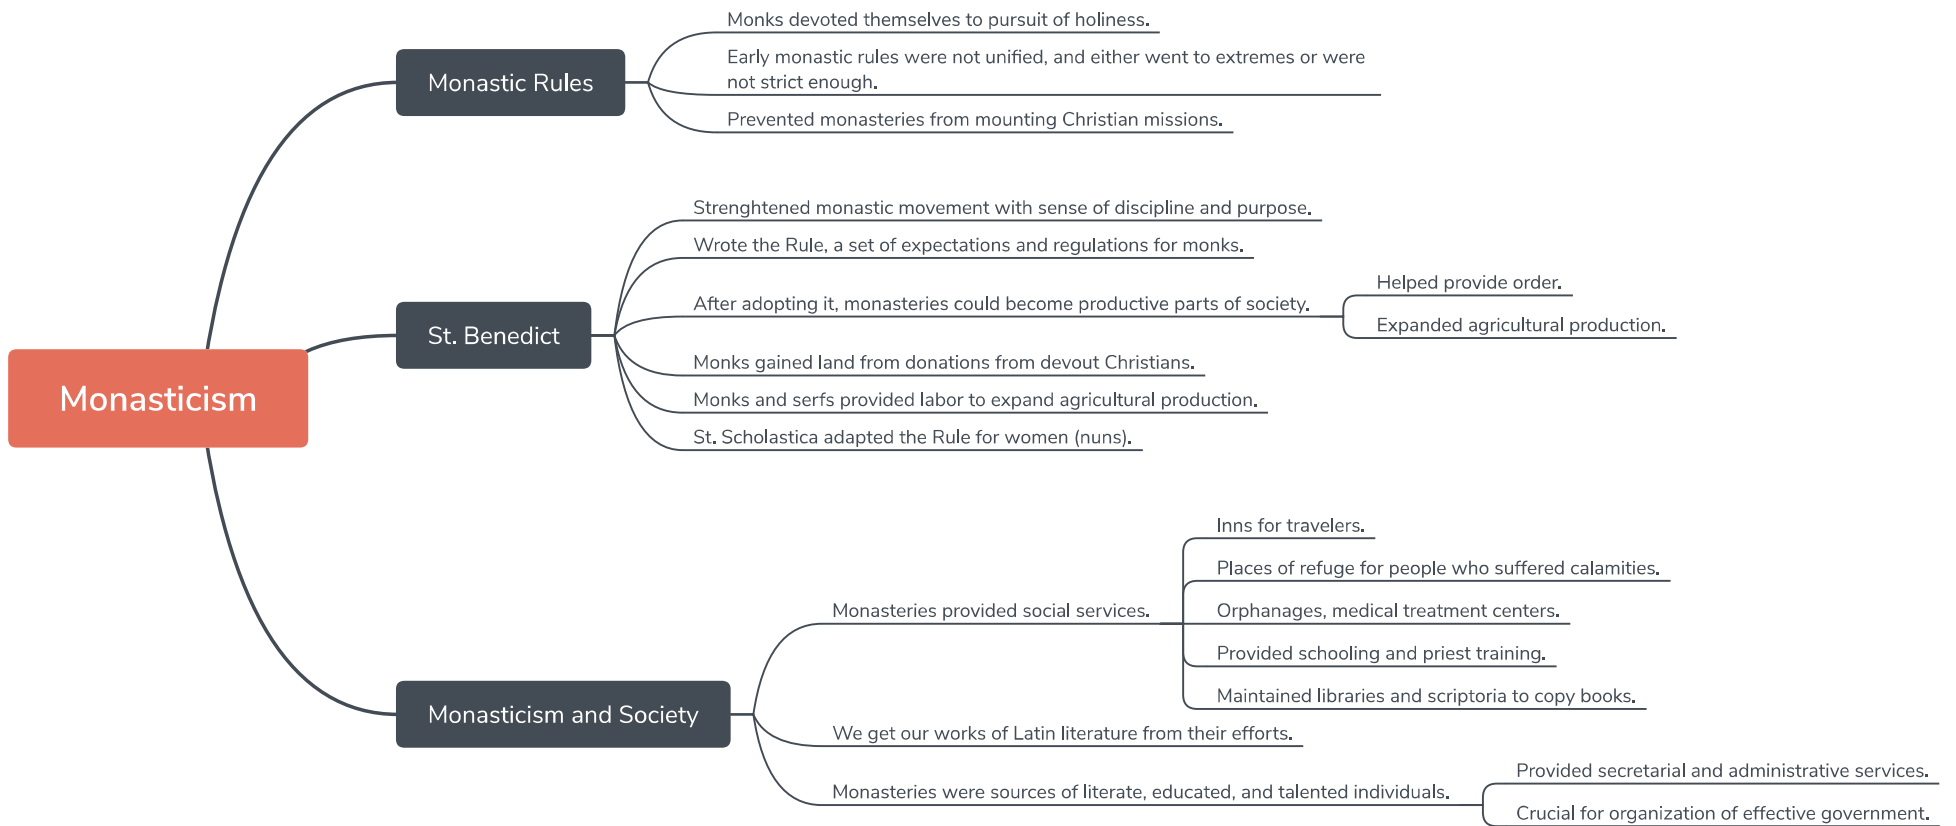 Monasticism
Monastic Rules
Monks devoted themselves to pursuit of holiness.
Early monastic rules were not unified, and either went to extremes or were
not strict enough.
Prevented monasteries from mounting Christian missions.
St. Benedict
Strenghtened monastic movement with sense of discipline and purpose.
Wrote the Rule, a set of expectations and regulations for monks.
After adopting it, monasteries could become productive parts of society.
Helped provide order.
Expanded agricultural production.
Monks gained land from donations from devout Christians.
Monks and serfs provided labor to expand agricultural production.
St. Scholastica adapted the Rule for women (nuns).
Monasticism and Society
Monasteries provided social services.
Inns for travelers.
Places of refuge for people who suffered calamities.
Orphanages, medical treatment centers.
Provided schooling and priest training.
Maintained libraries and scriptoria to copy books.
We get our works of Latin literature from their efforts.
Monasteries were sources of literate, educated, and talented individuals.
Provided secretarial and administrative services.
Crucial for organization of effective government.